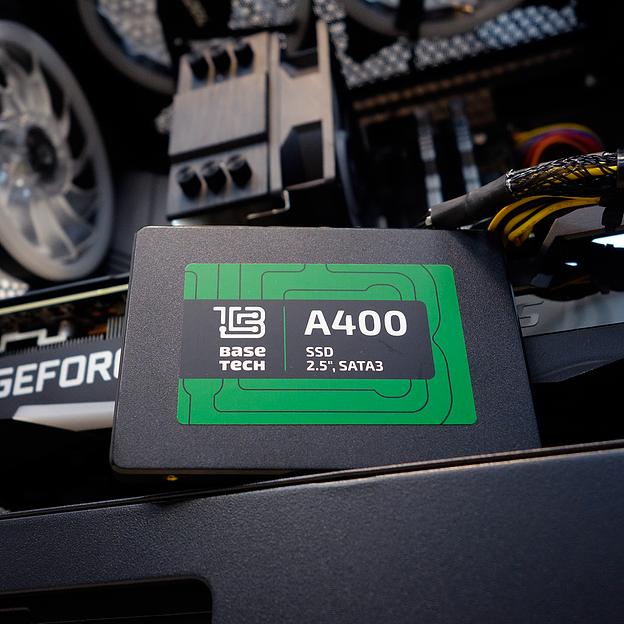 BASE
TECH
A400
SSD
2.5", SATA3
GEFORC